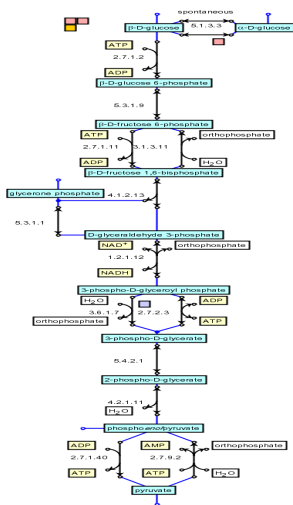 spontaneous
β-D-glucose 5.1.3.3 α-D-glucose
ATP
2.7.1.2
ADP
β-D-glucose 6-phosphate
5.3.1.9
β-D-fructose 6-phosphate
ATP orthophosphate
2.7.1.11 3.1.3.11
ADP H2O
β-D-fructose 1,6-bisphosphate
glycerone phosphate 4.1.2.13
5.3.1.1
D-glyceraldehyde 3-phosphate
NAD+ orthophosphate
1.2.1.12
NADH
3-phospho-D-glyceroyl phosphate
H2O ADP
3.6.1.7 2.7.2.3
orthophosphate ATP
3-phospho-D-glycerate
5.4.2.1
2-phospho-D-glycerate
4.2.1.11
H2O
phosphoenolpyruvate
ADP AMP orthophosphate
2.7.1.40 2.7.9.2
ATP ATP H2O
pyruvate